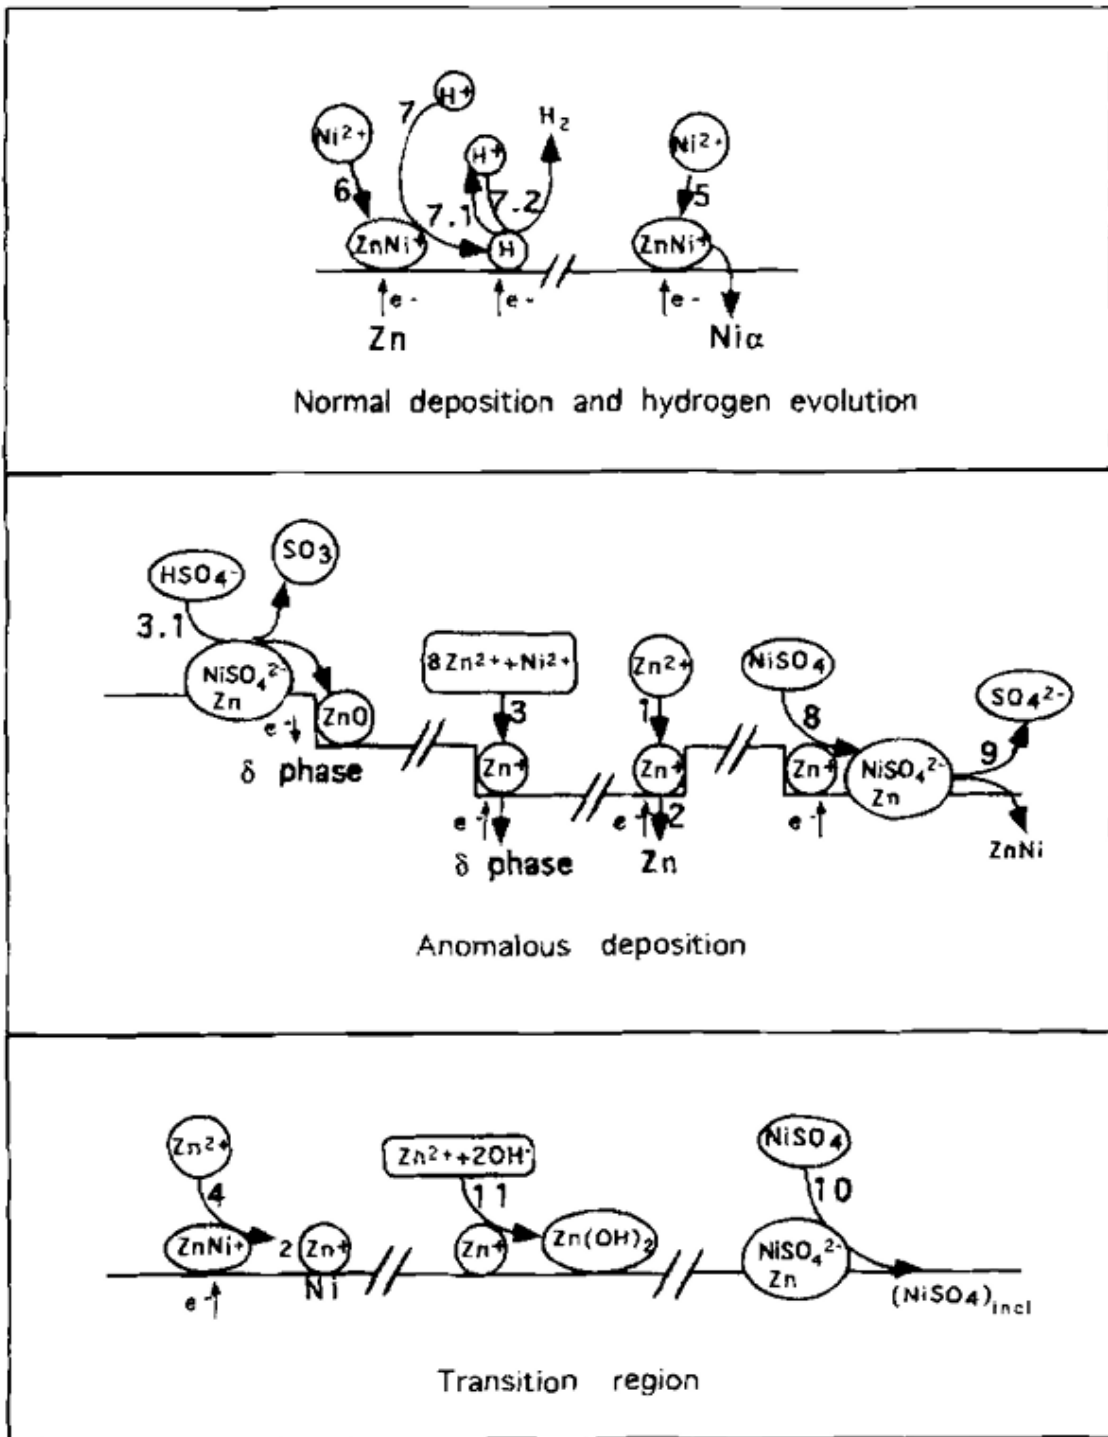 H+
7
H2
Ni2+
H+
Ni2+
6
7.1
7.2
5
ZnNi+
H
ZnNi+
e-
e-
e-
Zn
Niα
Normal deposition and hydrogen evolution
SO3
HSO4-
3.1
8Zn2++Ni2+
Zn2+
NiSO4
SO42-
NiSO42-
Zn
3
1
8
9
e-
ZnO
Zn+
Zn+
Zn+
NiSO42-
Zn
δ phase
e-
e-
2
e-
ZnNi
δ phase
Zn
Anomalous deposition
Zn2+
Zn2++2OH-
NiSO4
4
11
10
ZnNi+
2
Zn+
Zn+
Zn(OH)2
NiSO42-
Zn
Ni
e-
(NiSO4)incl
Transition region